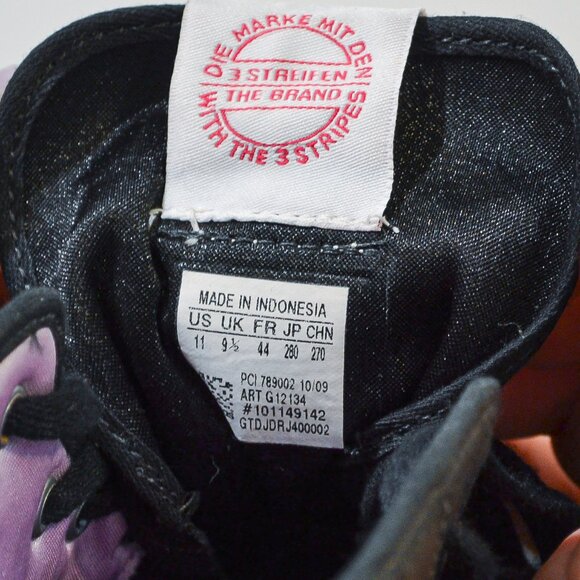 DIE MARKE MIT DEN
3 STREIFEN
THE BRAND
WITH THE 3 STRIPES
MADE IN INDONESIA
US UK FR JP CHN
11 9½ 44 280 270
PCI 789002 10/09
ART G12134
#101149142
GTDJDRJ400002